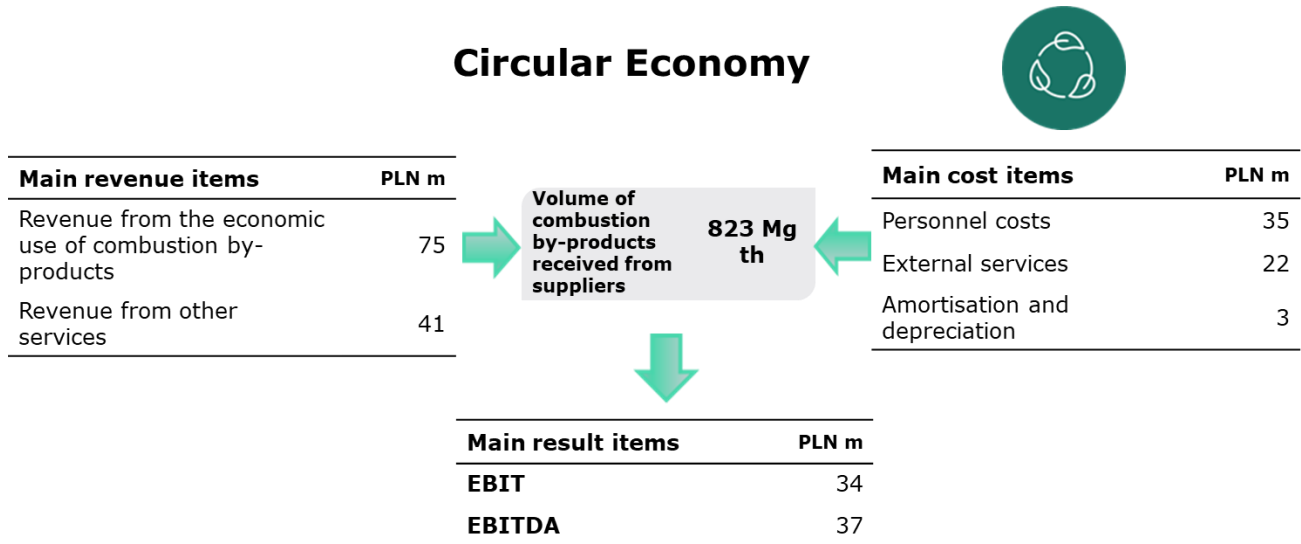 Circular Economy
Main revenue items PLN m
Revenue from the economic
use of combustion by-
products
75
Revenue from other
services
41
Volume of
combustion
by-products
received from
suppliers
823 Mg
th
Main cost items PLN m
Personnel costs 35
External services 22
Amortisation and
depreciation
3
Main result items PLN m
EBIT 34
EBITDA 37